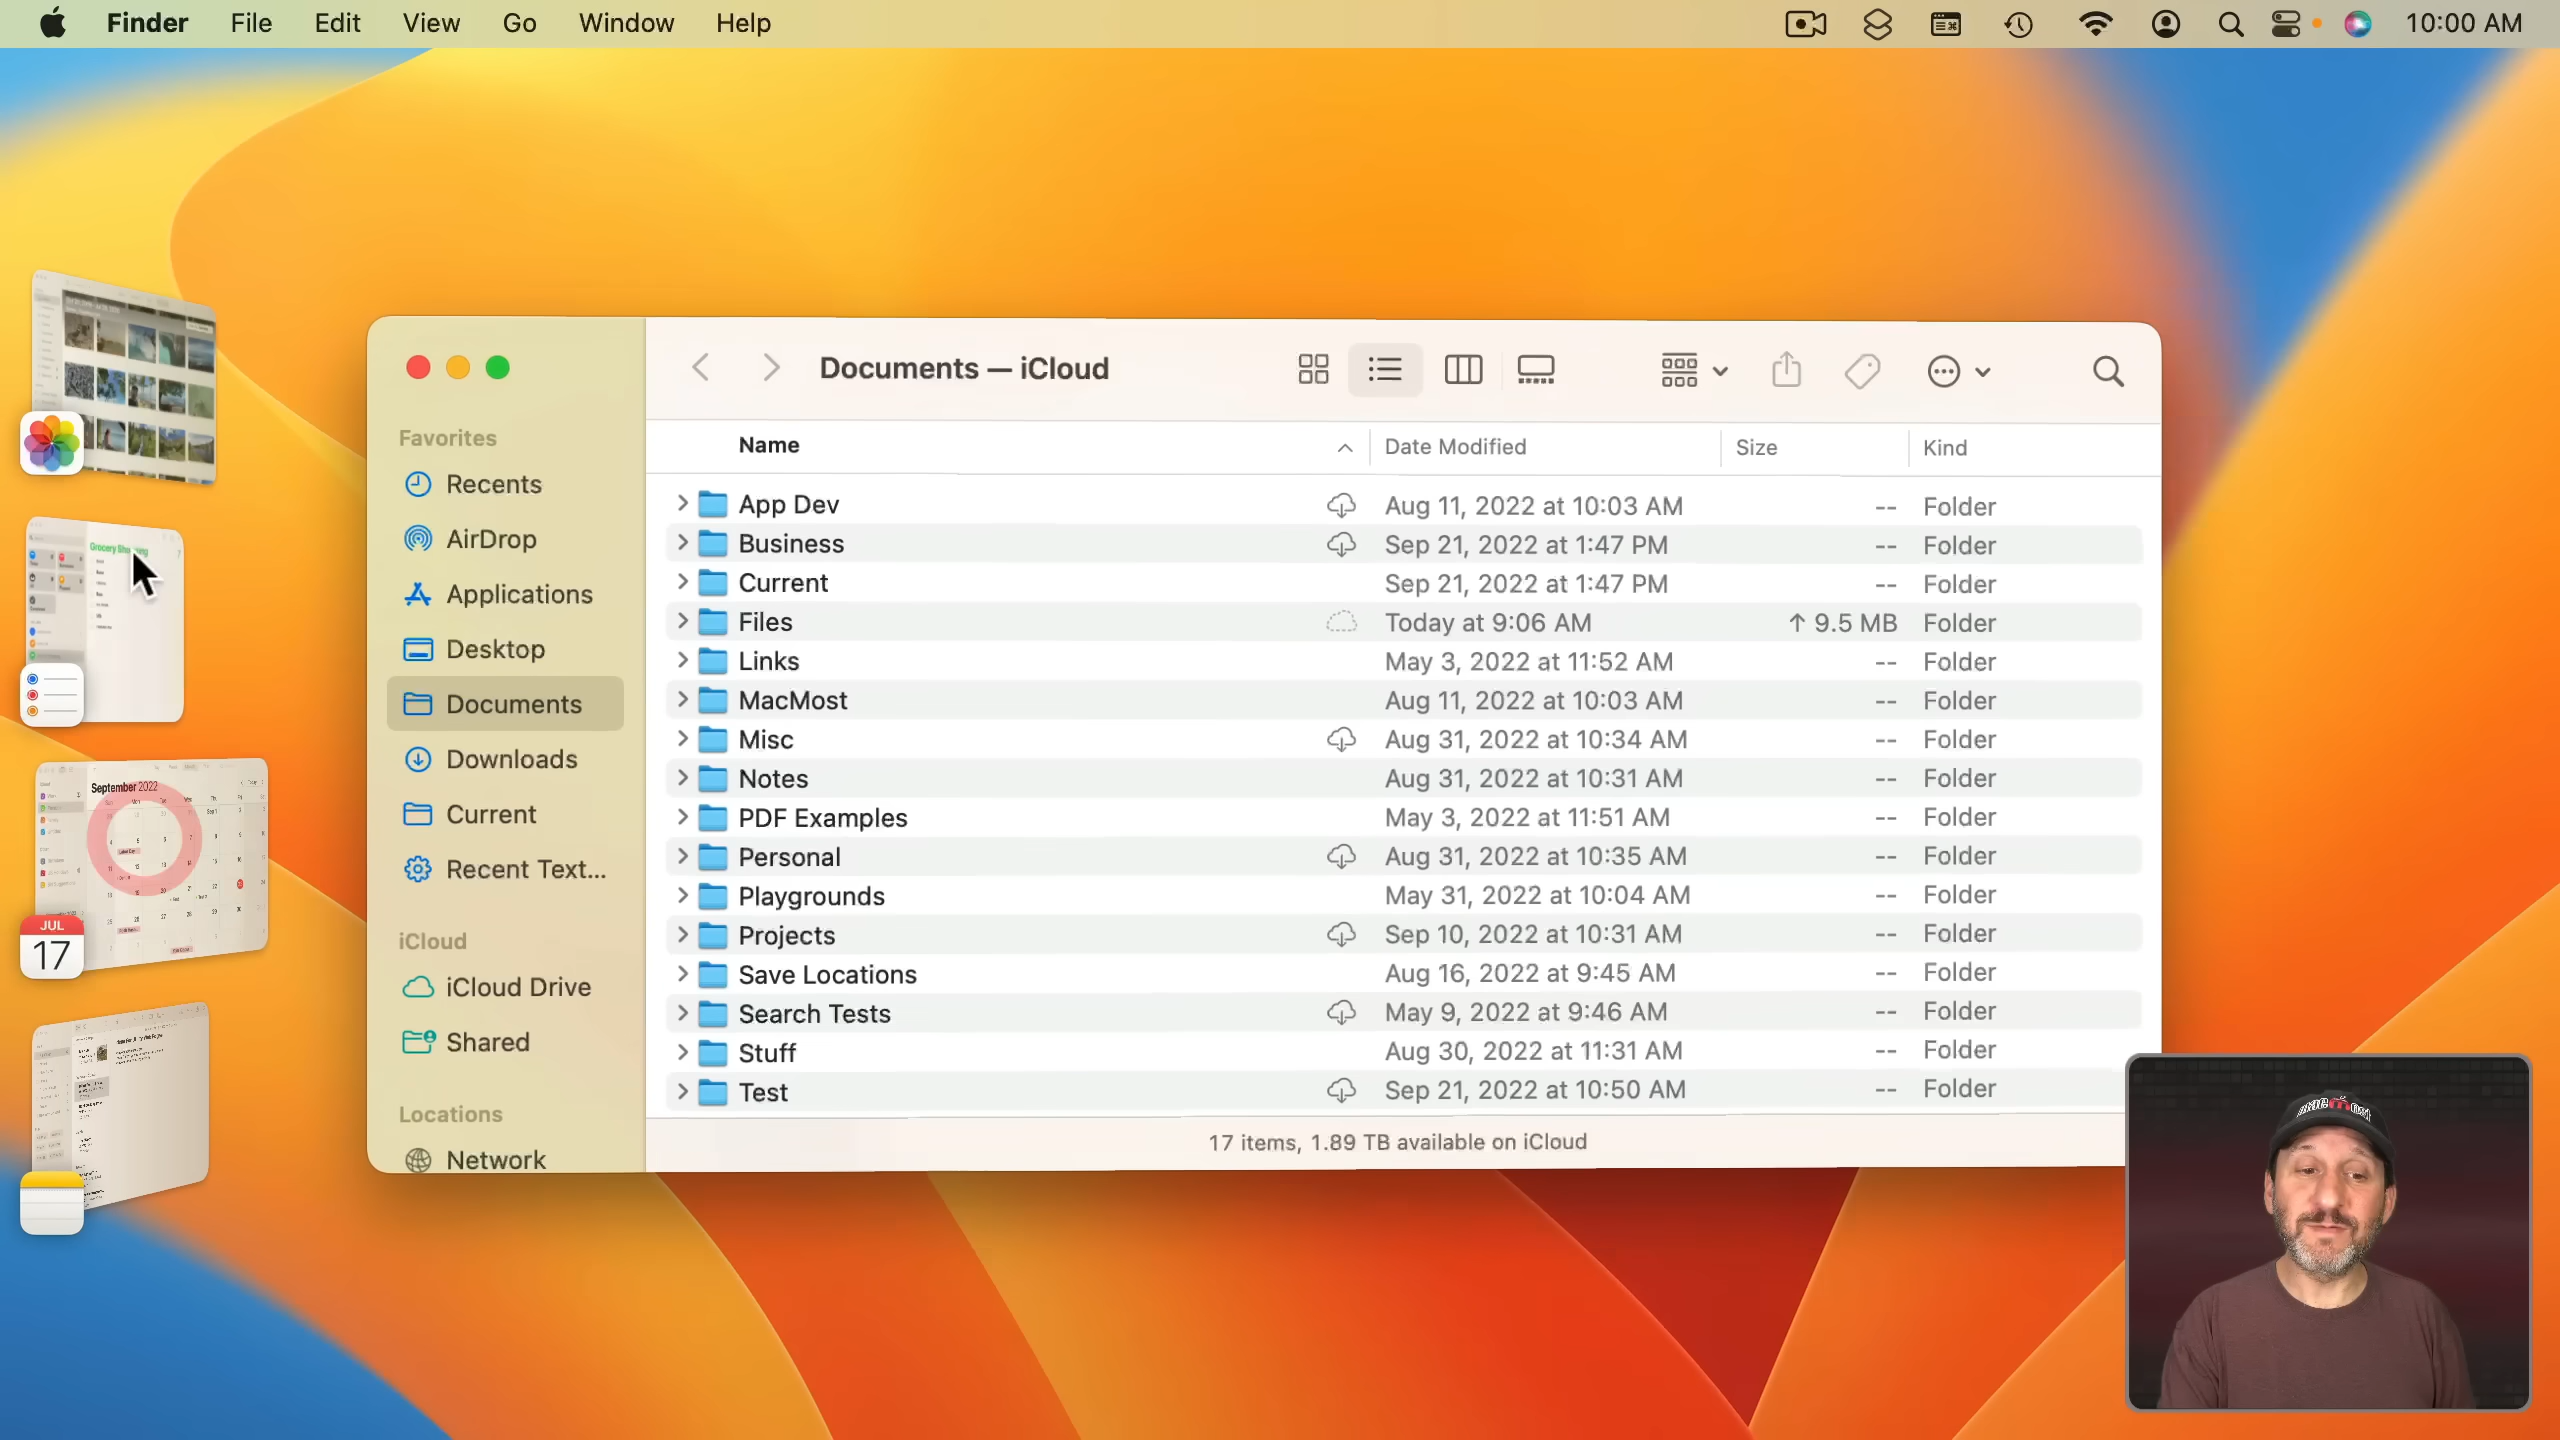 Finder File Edit View Go Window Help 10:00 AM
Documents — iCloud
Favorites
Recents
AirDrop
Applications
Desktop
Documents
Downloads
Current
Recent Text...
iCloud
iCloud Drive
Shared
Locations
Network
Name Date Modified Size Kind
App Dev Aug 11, 2022 at 10:03 AM -- Folder
Business Sep 21, 2022 at 1:47 PM -- Folder
Current Sep 21, 2022 at 1:47 PM -- Folder
Files Today at 9:06 AM ↑ 9.5 MB Folder
Links May 3, 2022 at 11:52 AM -- Folder
MacMost Aug 11, 2022 at 10:03 AM -- Folder
Misc Aug 31, 2022 at 10:34 AM -- Folder
Notes Aug 31, 2022 at 10:31 AM -- Folder
PDF Examples May 3, 2022 at 11:51 AM -- Folder
Personal Aug 31, 2022 at 10:35 AM -- Folder
Playgrounds May 31, 2022 at 10:04 AM -- Folder
Projects Sep 10, 2022 at 10:31 AM -- Folder
Save Locations Aug 16, 2022 at 9:45 AM -- Folder
Search Tests May 9, 2022 at 9:46 AM -- Folder
Stuff Aug 30, 2022 at 11:31 AM -- Folder
Test Sep 21, 2022 at 10:50 AM -- Folder
17 items, 1.89 TB available on iCloud
Grocery
September 2022
JUL
17
macmost